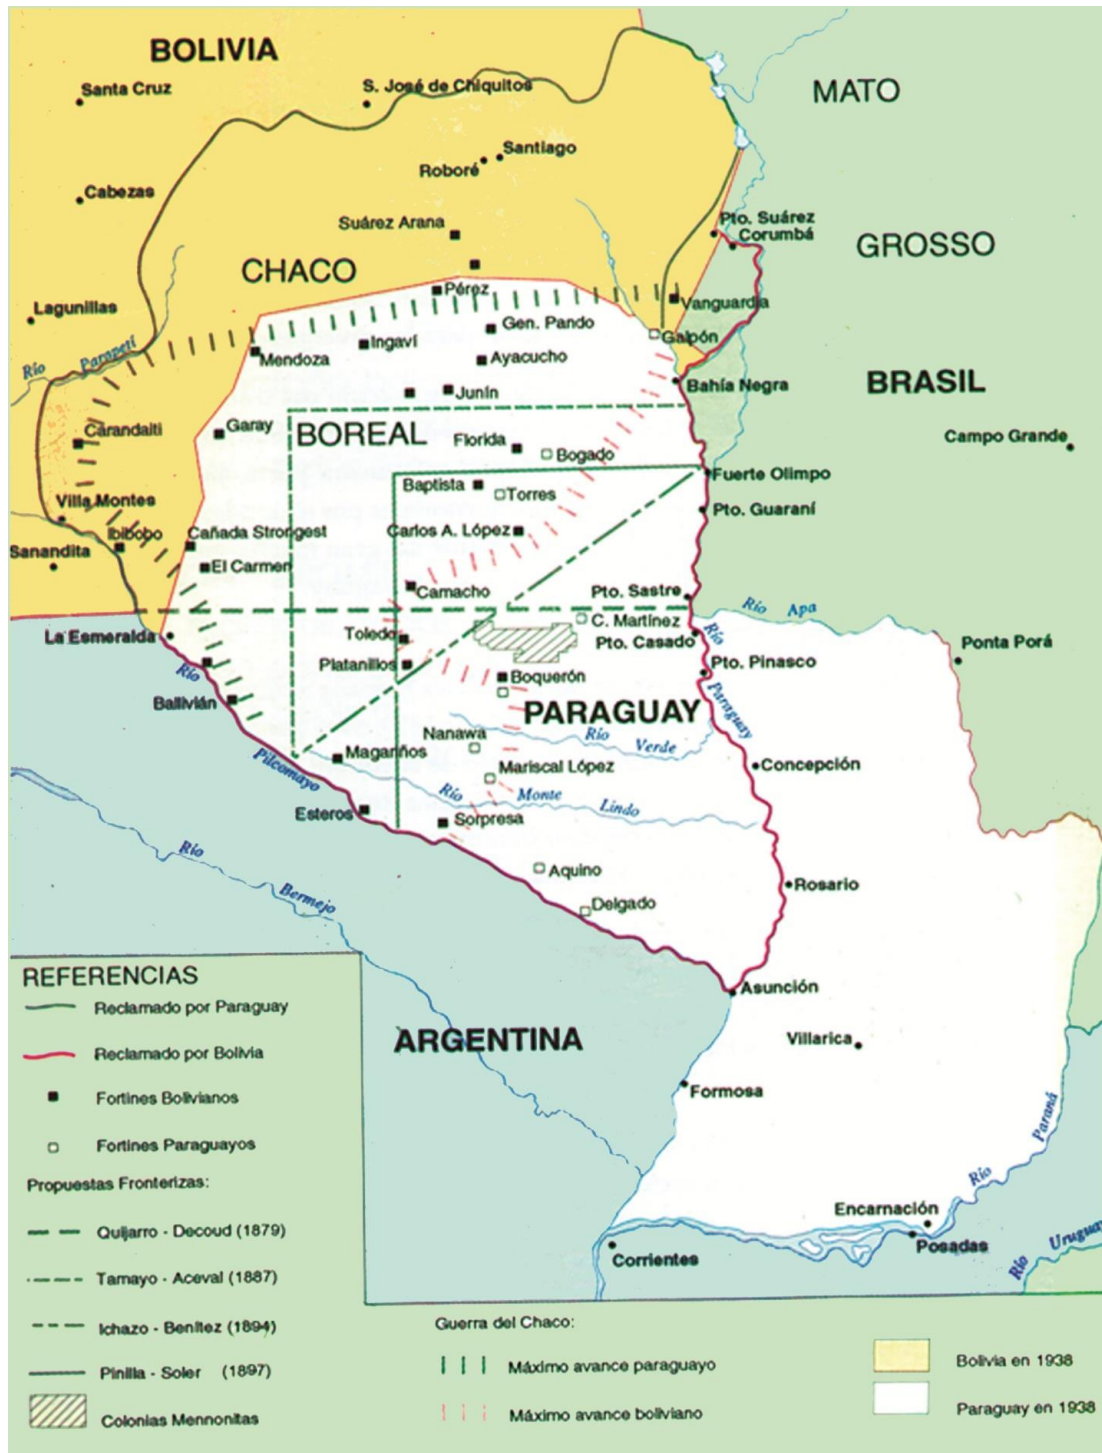 BOLIVIA
Santa Cruz
S. José de Chiquitos
MATO
Santiago
Roboré
Cabezas
Suárez Arana
Pto. Suárez
Corumbá
GROSSO
CHACO
Pérez
Vanguardia
Lagunillas
Gen. Pando
Galpón
Ingaví
Mendoza
Ayacucho
Río Parapetí
Bahía Negra
BRASIL
Junín
Garay
BOREAL
Carandaiti
Florida
Bogado
Campo Grande
Baptista
Torres
Fuerte Olimpo
Villa Montes
Pto. Guaraní
Ibibobo
Cañada Strongest
Carlos A. López
Sanandita
El Carmen
Camacho
Pto. Sastre
Río Apa
C. Martínez
La Esmeralda
Toledo
Pto. Casado
Río Paraguay
Ponta Porá
Platanillos
Pto. Pinasco
Río Pilcomayo
Boquerón
Ballivián
PARAGUAY
Nanawa
Río Verde
Magariños
Mariscal López
Concepción
Río Monte Lindo
Esteros
Sorpresa
Río Bermejo
Aquino
Rosario
Delgado
Asunción
ARGENTINA
Villarica
Formosa
Río Paraná
Encarnación
Posadas
Río Uruguay
Corrientes
REFERENCIAS
Reclamado por Paraguay
Reclamado por Bolivia
Fortines Bolivianos
Fortines Paraguayos
Propuestas Fronterizas:
Quijarro - Decoud (1879)
Tamayo - Aceval (1887)
Ichazo - Benítez (1894)
Pinilla - Soler (1897)
Colonias Mennonitas
Guerra del Chaco:
Máximo avance paraguayo
Máximo avance boliviano
Bolivia en 1938
Paraguay en 1938